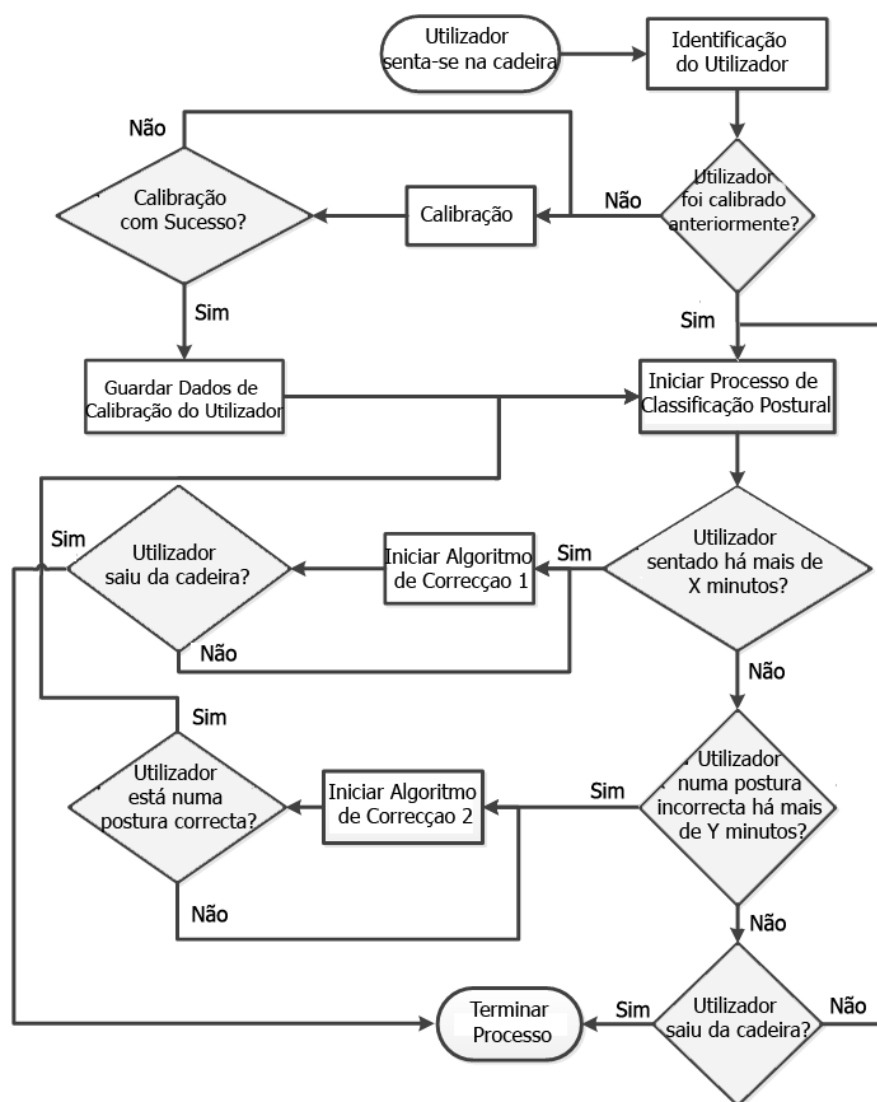 Utilizador
senta-se na cadeira
Identificação
do Utilizador
Não
Utilizador
foi calibrado
anteriormente?
Não
Calibração
Calibração
com Sucesso?
Sim
Sim
Guardar Dados de
Calibração do Utilizador
Iniciar Processo de
Classificação Postural
Utilizador
sentado há mais de
X minutos?
Sim
Iniciar Algoritmo
de Correcçao 1
Utilizador
saiu da cadeira?
Sim
Não
Não
Utilizador
numa postura
incorrecta há mais
de Y minutos?
Sim
Iniciar Algoritmo
de Correcçao 2
Sim
Utilizador
está numa
postura correcta?
Não
Não
Utilizador
saiu da cadeira?
Não
Sim
Terminar
Processo